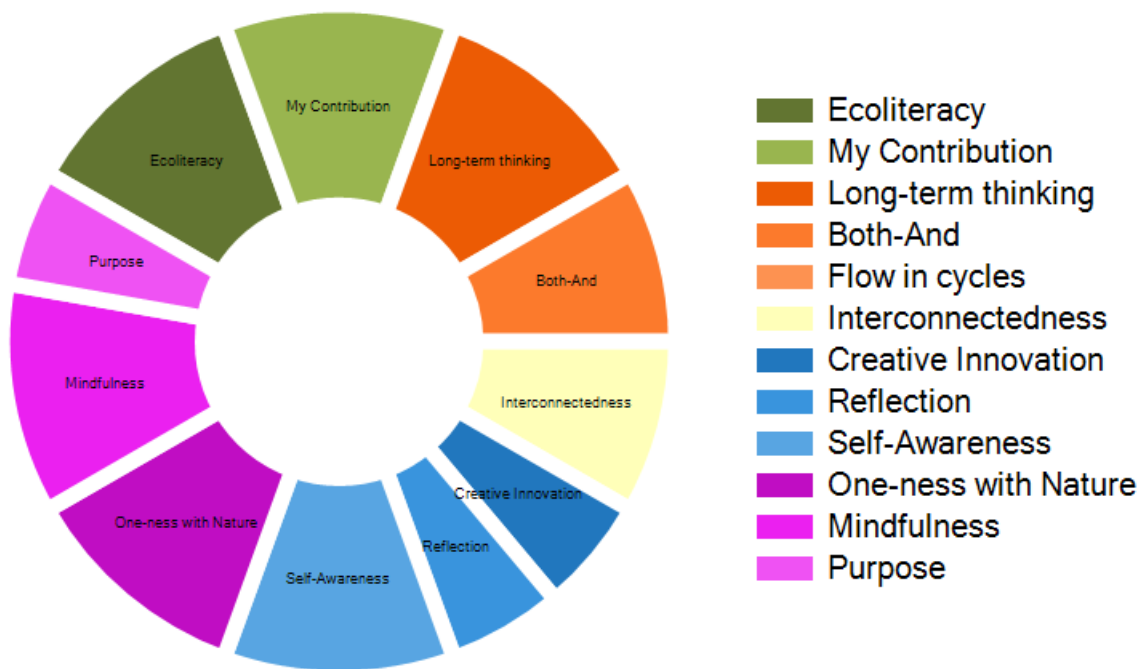 My Contribution
Long-term thinking
Ecoliteracy
Both-And
Purpose
Mindfulness
Interconnectedness
One-ness with Nature
Creative Innovation
Reflection
Self-Awareness
Ecoliteracy
My Contribution
Long-term thinking
Both-And
Flow in cycles
Interconnectedness
Creative Innovation
Reflection
Self-Awareness
One-ness with Nature
Mindfulness
Purpose